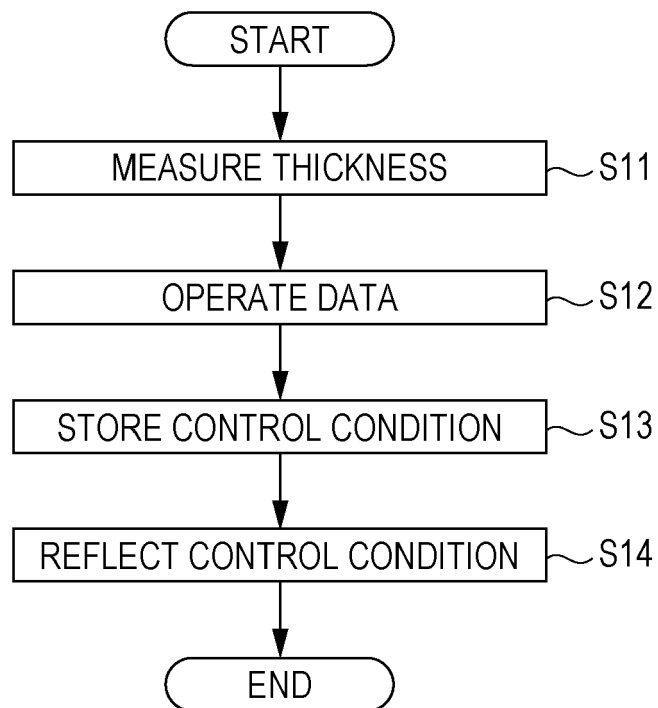 START
MEASURE THICKNESS
S11
OPERATE DATA
S12
STORE CONTROL CONDITION
S13
REFLECT CONTROL CONDITION
S14
END